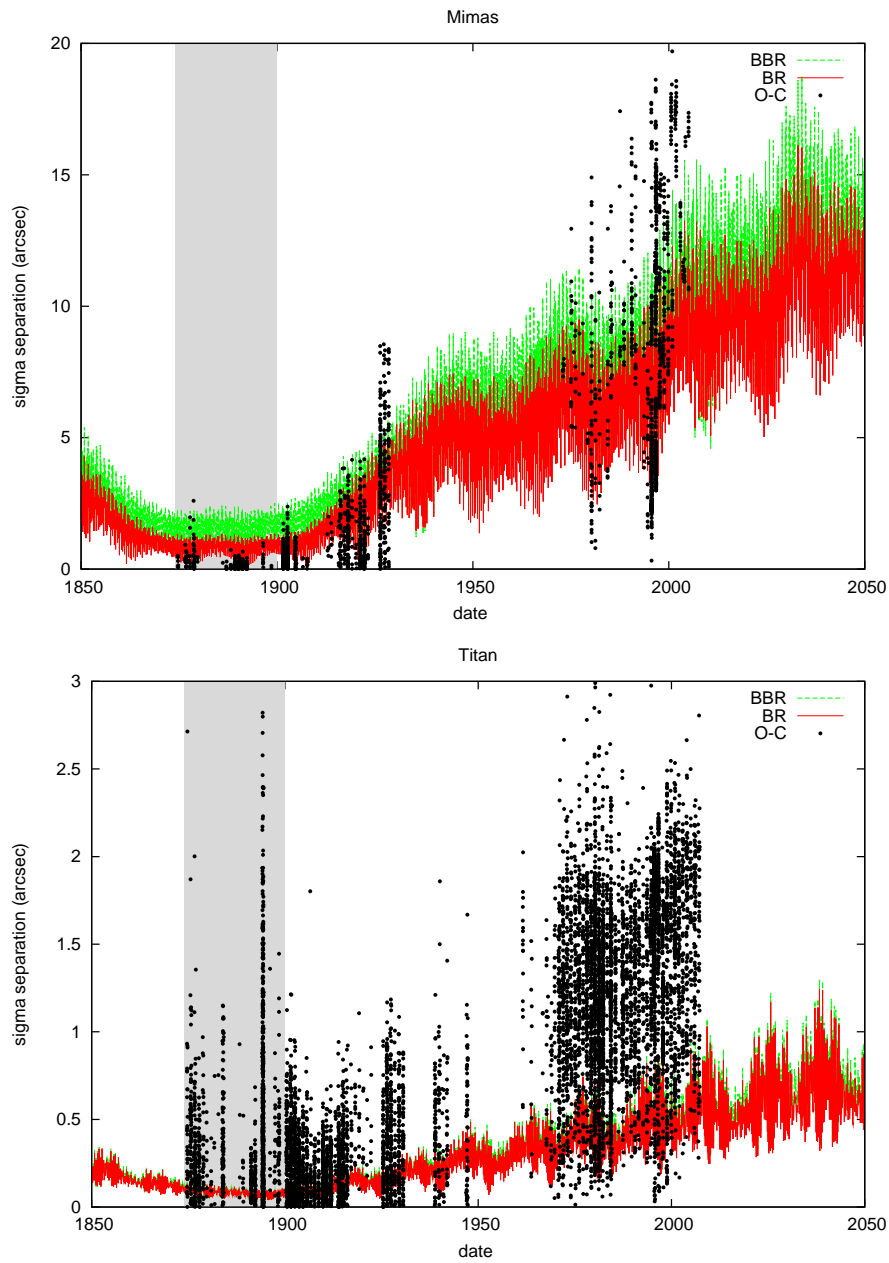 Mimas
20
15
10
5
0
sigma separation (arcsec)
BBR
BR
O-C
1850 1900 1950 2000 2050
date
Titan
3
2.5
2
1.5
1
0.5
0
sigma separation (arcsec)
BBR
BR
O-C
1850 1900 1950 2000 2050
date